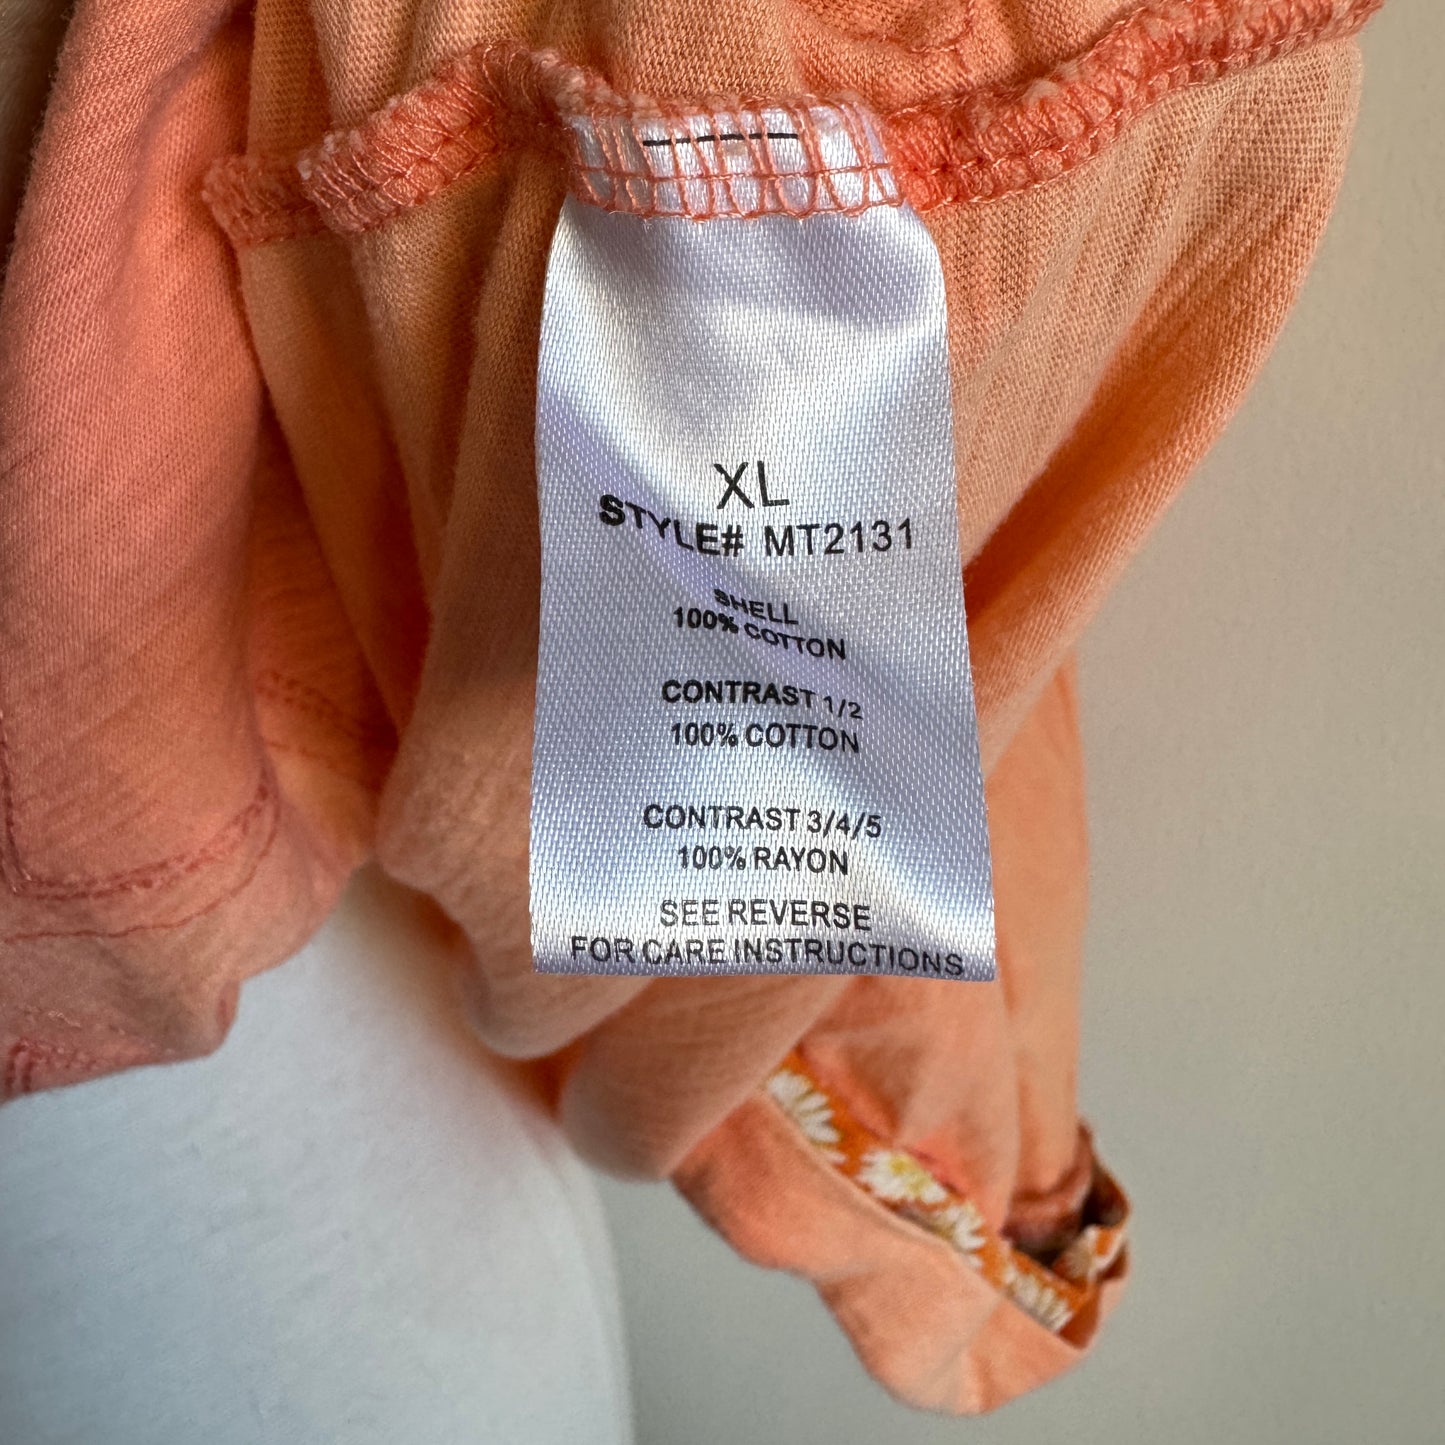 XL
STYLE# MT2131
SHELL
100% COTTON
CONTRAST 1/2
100% COTTON
CONTRAST 3/4/5
100% RAYON
SEE REVERSE
FOR CARE INSTRUCTIONS